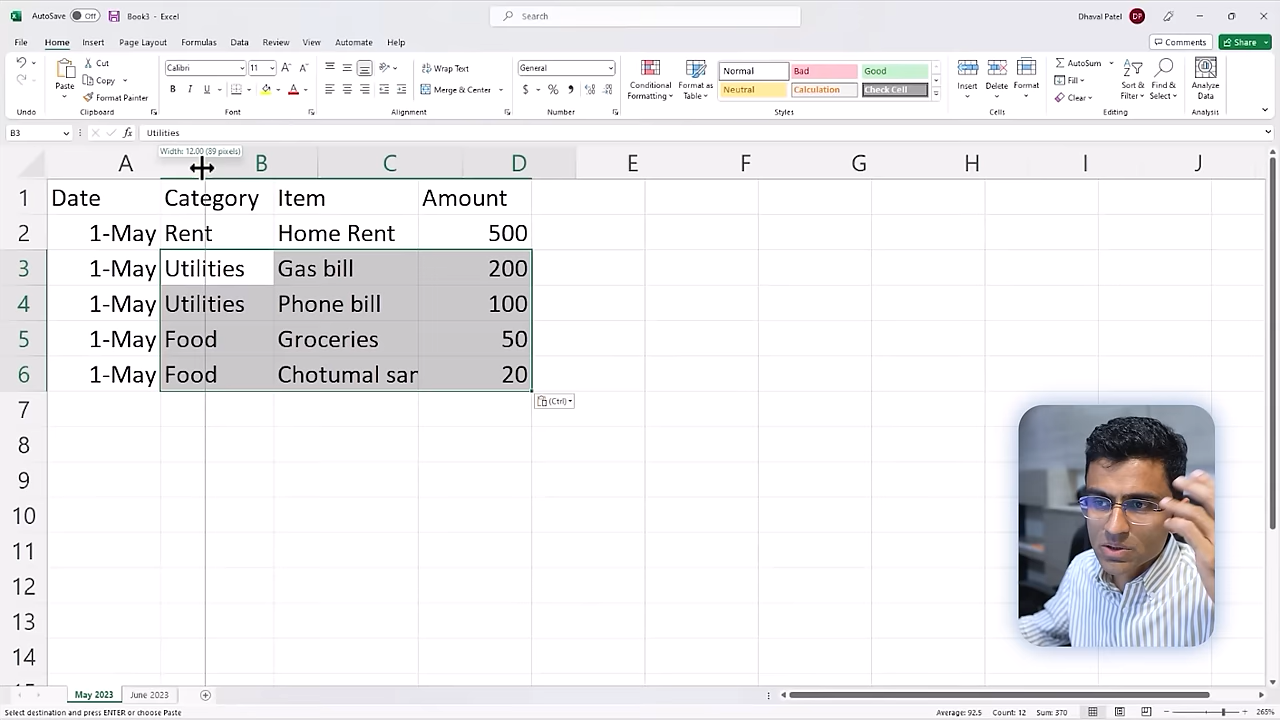 AutoSave Off Book3 - Excel Search Dhaval Patel DP
File Home Insert Page Layout Formulas Data Review View Automate Help Comments Share
Paste Cut Copy Format Painter Clipboard
Calibri 11 B I U A Font
Wrap Text Merge & Center Alignment
General $ % Number
Conditional Formatting Format as Table Normal Bad Good Neutral Calculation Check Cell Styles
Insert Delete Format Cells
AutoSum Fill Clear Sort & Filter Find & Select Editing
Analyze Data Analysis
B3 fx Utilities
Width: 12.00 (89 pixels)
A B C D E F G H I J
1 Date Category Item Amount
2 1-May Rent Home Rent 500
3 1-May Utilities Gas bill 200
4 1-May Utilities Phone bill 100
5 1-May Food Groceries 50
6 1-May Food Chotumal sar 20
(Ctrl)
7
8
9
10
11
12
13
14
May 2023 June 2023
Select destination and press ENTER or choose Paste Average: 92.5 Count: 12 Sum: 370 265%